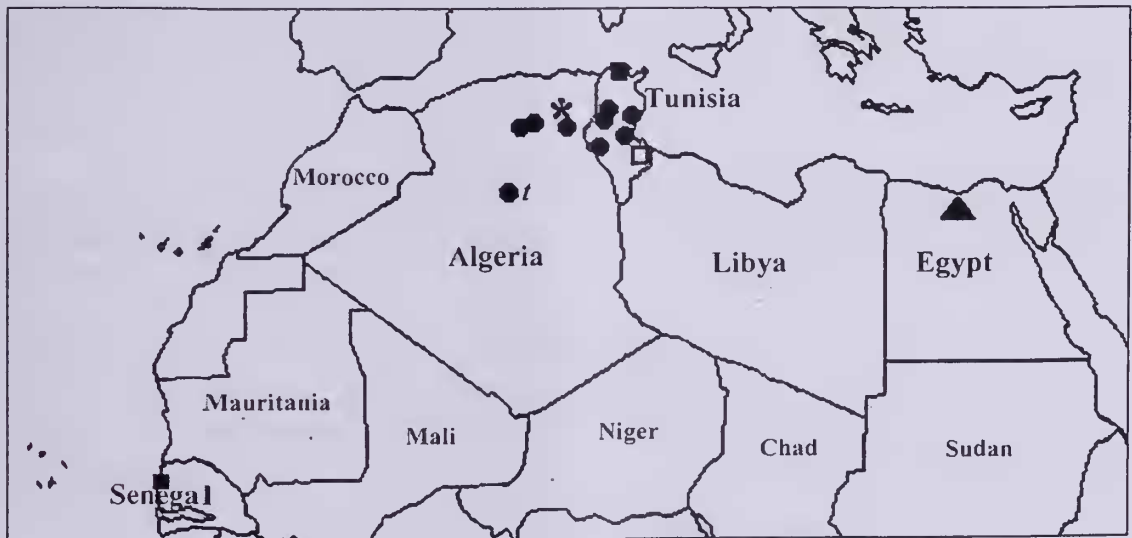 Tunisia
Morocco
t
Algeria
Libya
Egypt
Mauritania
Mali
Niger
Chad
Sudan
Senegal